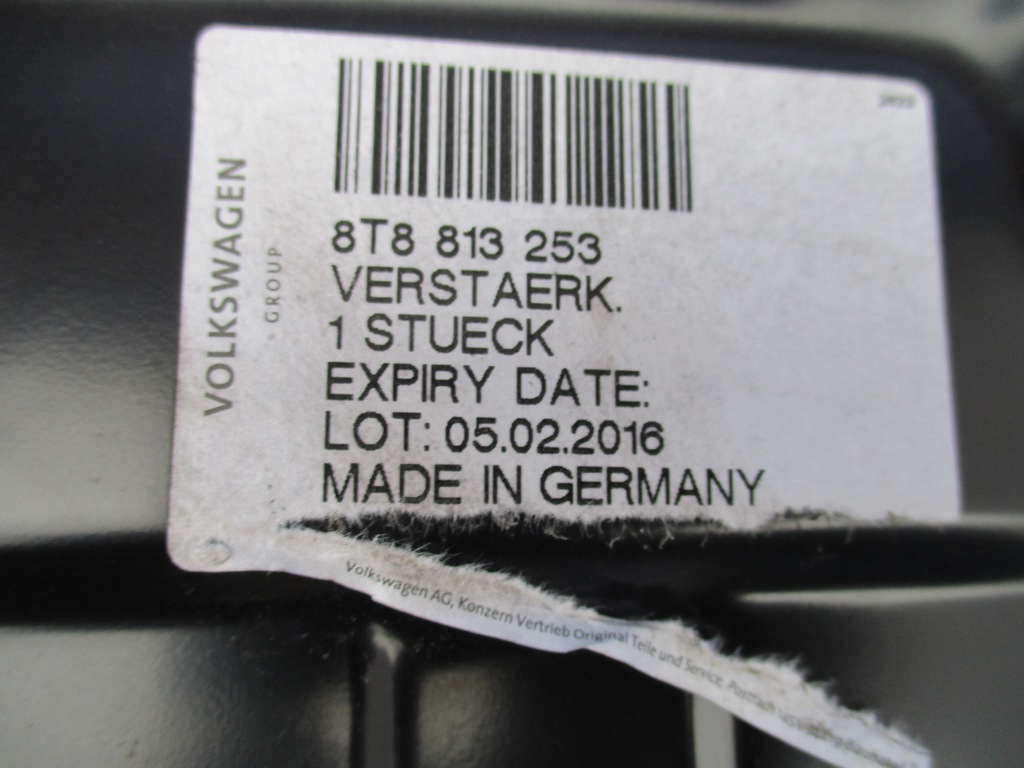 VOLKSWAGEN
GROUP
8T8 813 253
VERSTAERK.
1 STUECK
EXPIRY DATE:
LOT: 05.02.2016
MADE IN GERMANY
Volkswagen AG, Konzern Vertrieb Original Teile und Service, Postfach